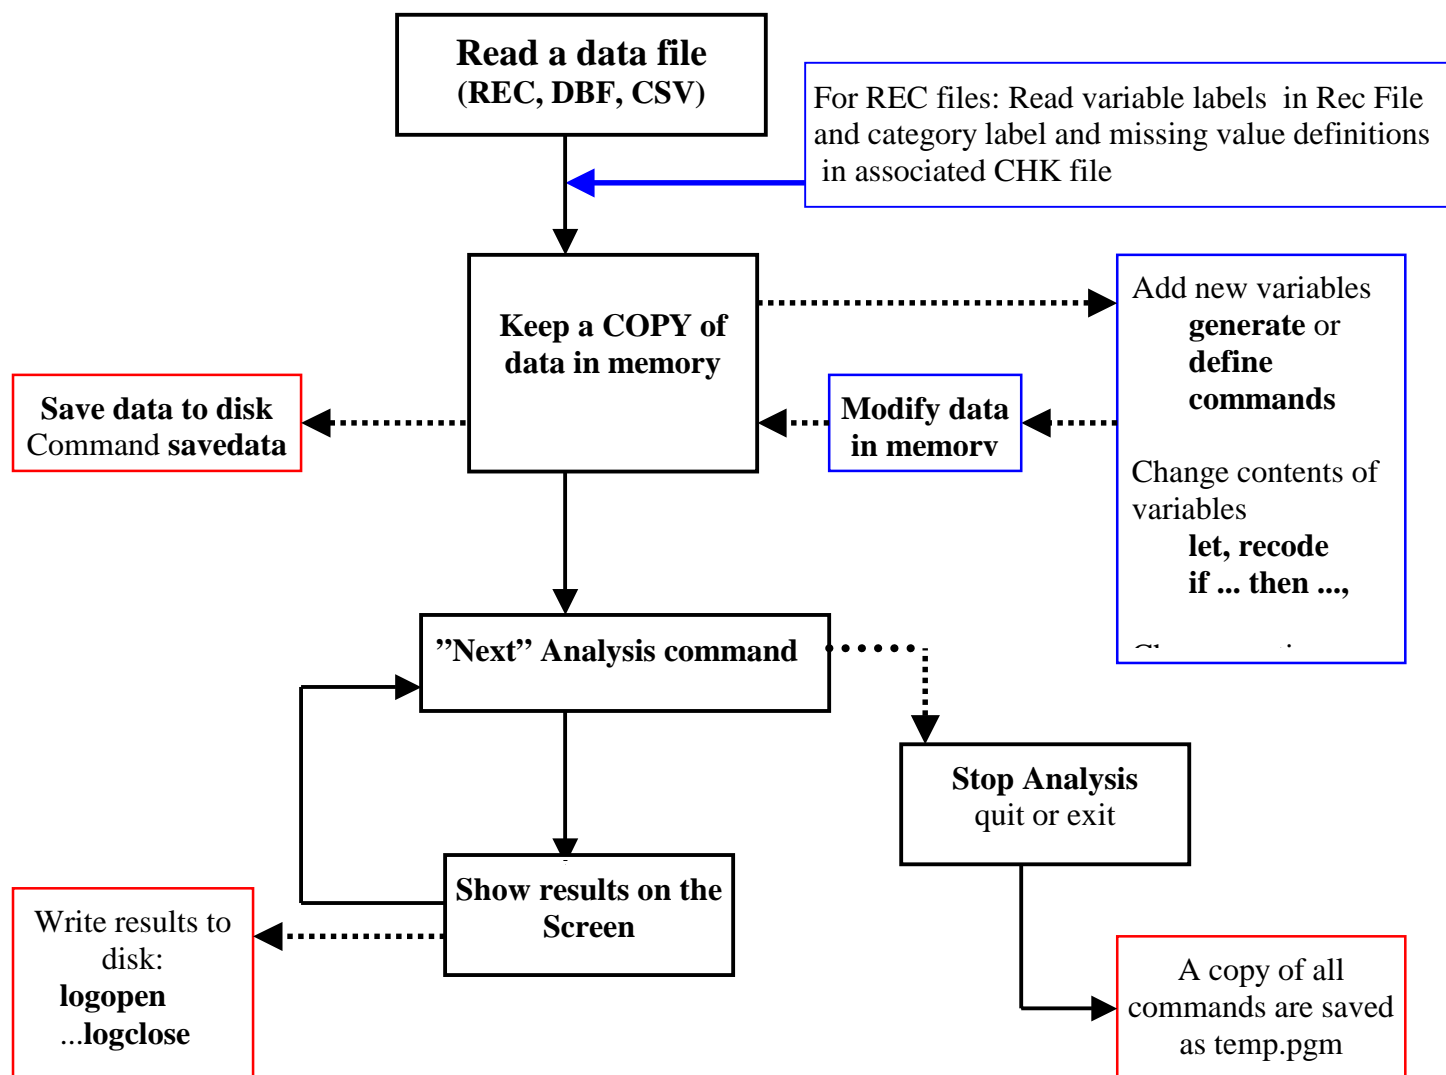 Read a data file
(REC, DBF, CSV)
For REC files: Read variable labels in Rec File
and category label and missing value definitions
in associated CHK file
Keep a COPY of
data in memory
Add new variables
generate or
define
commands
Change contents of
variables
let, recode
if ... then ...,
Modify data
in memory
Save data to disk
Command savedata
”Next” Analysis command
Stop Analysis
quit or exit
Show results on the
Screen
Write results to
disk:
logopen
...logclose
A copy of all
commands are saved
as temp.pgm